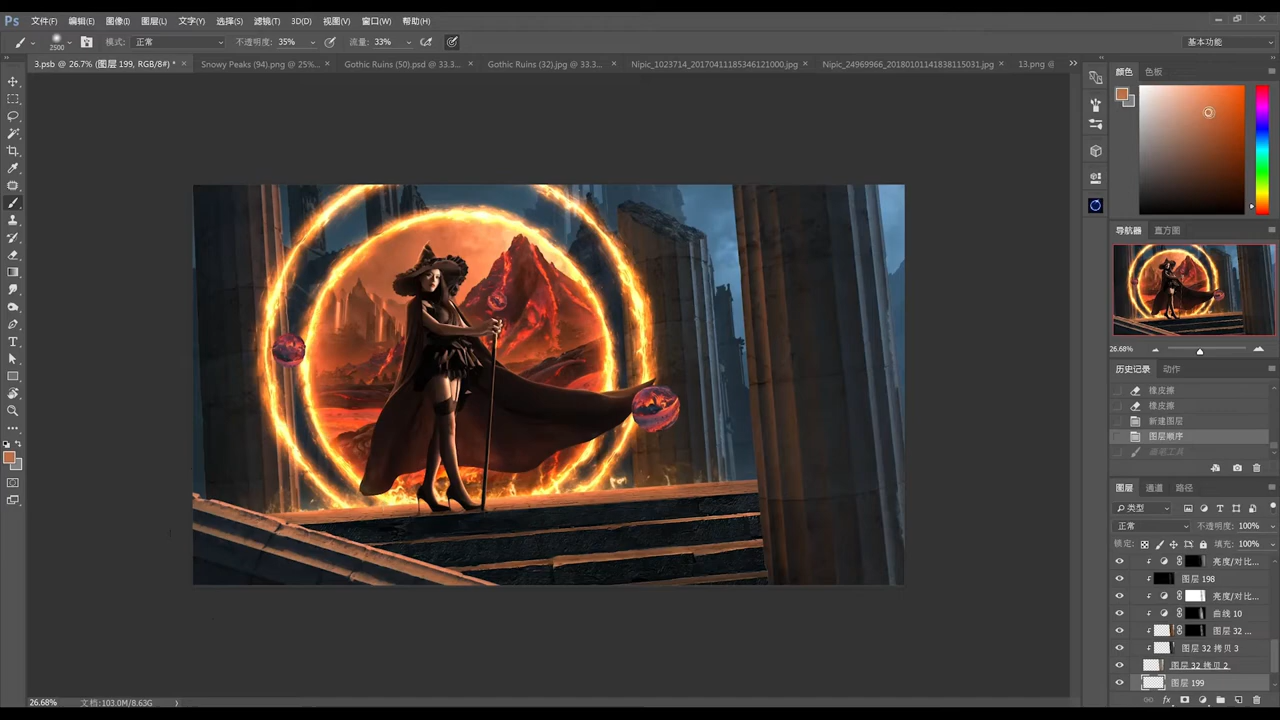 Ps 文件(F) 编辑(E) 图像(I) 图层(L) 文字(Y) 选择(S) 滤镜(T) 3D(D) 视图(V) 窗口(W) 帮助(H)
2500 模式: 正常 不透明度: 35% 流量: 33% 基本功能
3.psb @ 26.7% (图层 199, RGB/8#) * × Snowy Peaks (94).png @ 25%... × Gothic Ruins (50).psd @ 33.3... × Gothic Ruins (32).jpg @ 33.3... × Nipic_1023714_20170411185346121000.jpg × Nipic_24969966_20180101141838115031.jpg × 13.png @
颜色 色板
导航器 直方图
26.68%
历史记录 动作
橡皮擦
橡皮擦
新建图层
图层顺序
画笔工具
图层 通道 路径
类型
正常 不透明度: 100%
锁定: 填充: 100%
亮度/对比...
图层 198
亮度/对比...
曲线 10
图层 32 ...
图层 32 拷贝 3
图层 32 拷贝 2
图层 199
26.68% 文档:103.0M/8.63G